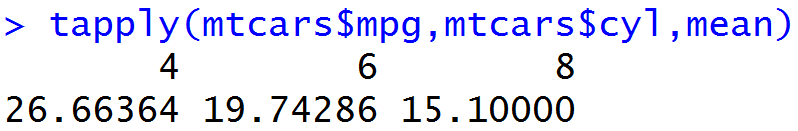 > tapply(mtcars$mpg,mtcars$cyl,mean)
4 6 8
26.66364 19.74286 15.10000